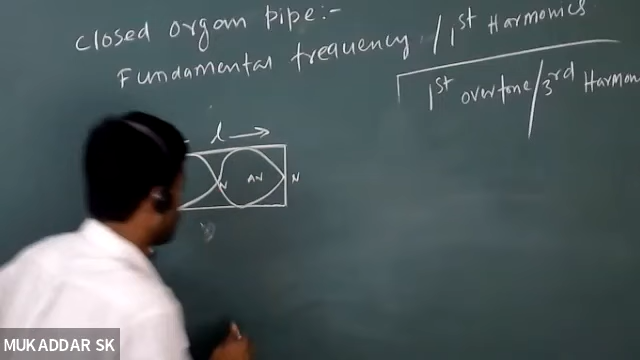 closed organ pipe:-
Fundamental frequency / 1st Harmonics
1st overtone/3rd Harmon
l →
N AN N
MUKADDAR SK